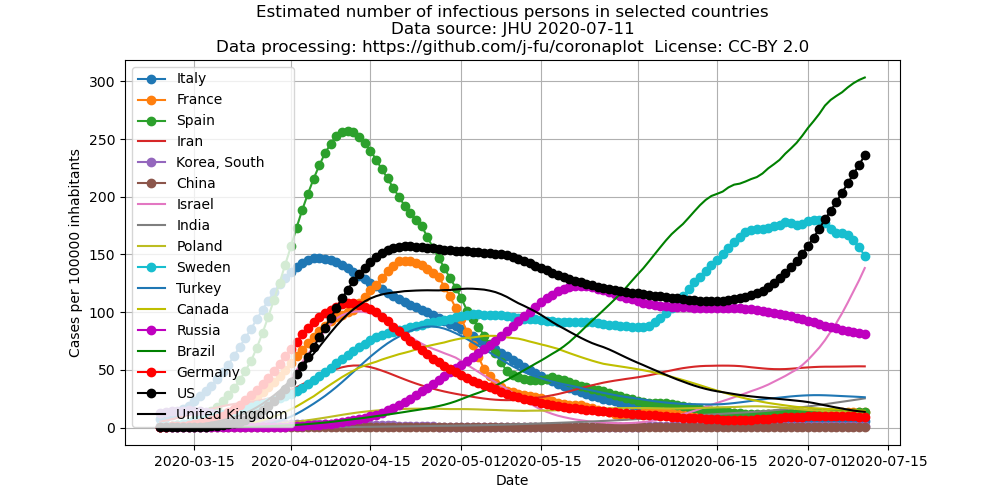 Estimated number of infectious persons in selected countries
Data source: JHU 2020-07-11
Data processing: https://github.com/j-fu/coronaplot  License: CC-BY 2.0
Cases per 100000 inhabitants
300
250
200
150
100
50
0
Italy
France
Spain
Iran
Korea, South
China
Israel
India
Poland
Sweden
Turkey
Canada
Russia
Brazil
Germany
US
United Kingdom
2020-03-15 2020-04-01 2020-04-15 2020-05-01 2020-05-15 2020-06-01 2020-06-15 2020-07-01 2020-07-15
Date